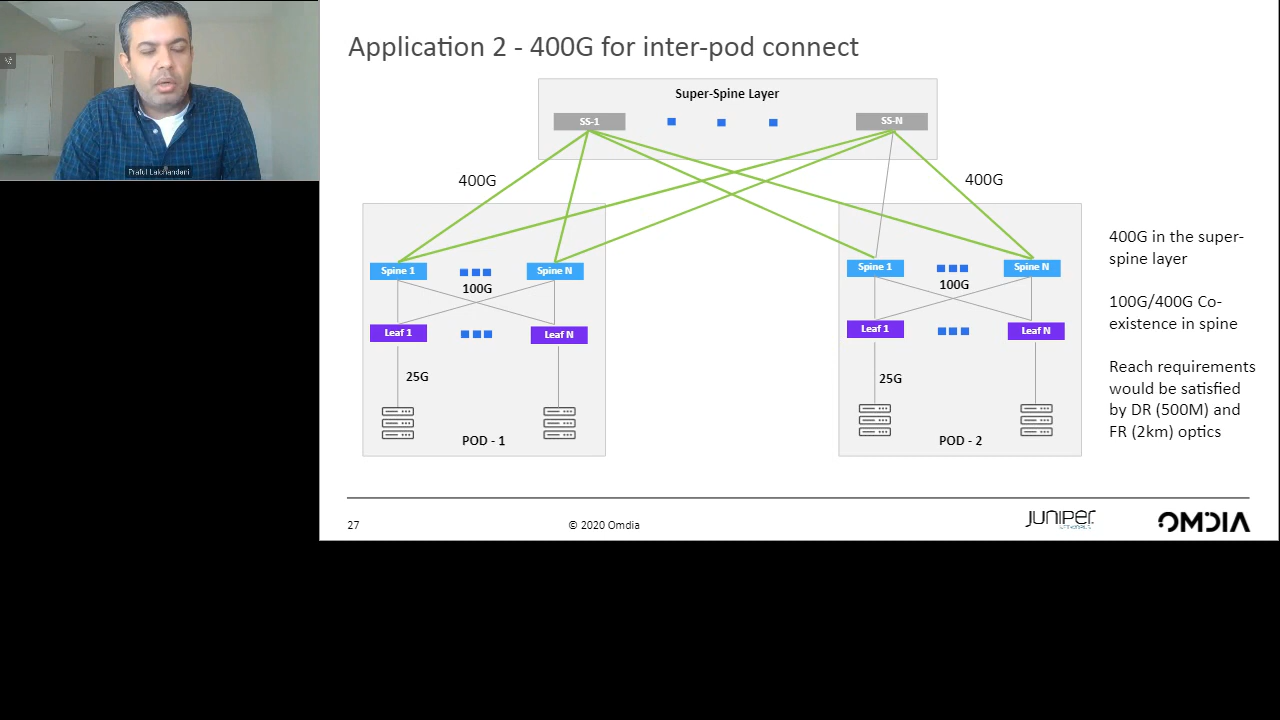 Praful Lalchandani
Application 2 - 400G for inter-pod connect
Super-Spine Layer
SS-1
SS-N
400G
400G
Spine 1
Spine N
100G
Leaf 1
Leaf N
25G
POD - 1
Spine 1
Spine N
100G
Leaf 1
Leaf N
25G
POD - 2
400G in the super-
spine layer
100G/400G Co-
existence in spine
Reach requirements
would be satisfied
by DR (500M) and
FR (2km) optics
27
© 2020 Omdia
JUNIPER
OMDIA